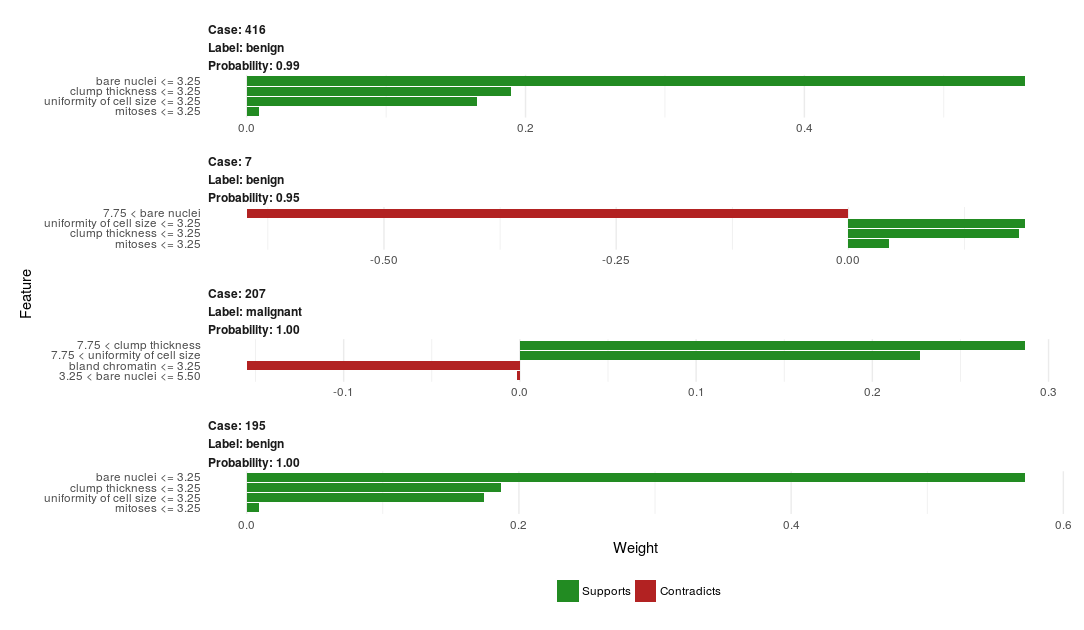 Case: 416
Label: benign
Probability: 0.99
bare nuclei <= 3.25
clump thickness <= 3.25
uniformity of cell size <= 3.25
mitoses <= 3.25
0.0 0.2 0.4
Case: 7
Label: benign
Probability: 0.95
7.75 < bare nuclei
uniformity of cell size <= 3.25
clump thickness <= 3.25
mitoses <= 3.25
-0.50 -0.25 0.00
Feature
Case: 207
Label: malignant
Probability: 1.00
7.75 < clump thickness
7.75 < uniformity of cell size
bland chromatin <= 3.25
3.25 < bare nuclei <= 5.50
-0.1 0.0 0.1 0.2 0.3
Case: 195
Label: benign
Probability: 1.00
bare nuclei <= 3.25
clump thickness <= 3.25
uniformity of cell size <= 3.25
mitoses <= 3.25
0.0 0.2 0.4 0.6
Weight
Supports Contradicts